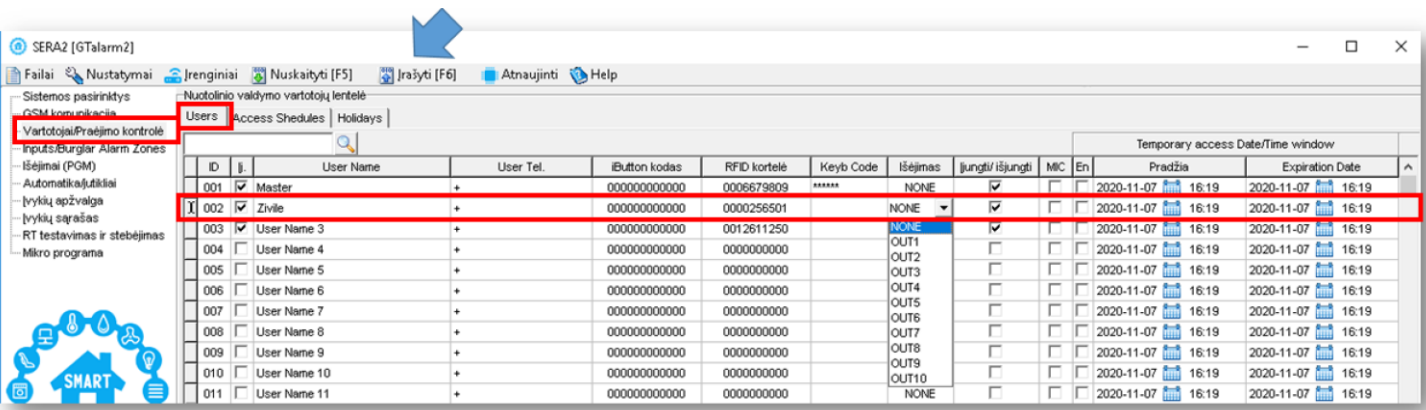 SERA2 [GTalarm2]
Failai Nustatymai Įrenginiai Nuskaityti [F5] Įrašyti [F6] Atnaujinti Help
Sistemos pasirinktys
GSM komunikacija
Vartotojai/Praėjimo kontrolė
Inputs/Burglar Alarm Zones
Išėjimai (PGM)
Automatika/jutikliai
Įvykių apžvalga
Įvykių sąrašas
RT testavimas ir stebėjimas
Mikro programa
SMART
Nuotolinio valdymo vartotojų lentelė
Users Access Shedules Holidays
Temporary access Date/Time window
ID Įj. User Name User Tel. iButton kodas RFID kortelė Keyb Code Išėjimas Įjungti/ išjungti MIC En Pradžia Expiration Date
001 Master + 000000000000 0006679809 ****** NONE 2020-11-07 16:19 2020-11-07 16:19
002 Zivile + 000000000000 0000256501 NONE 2020-11-07 16:19 2020-11-07 16:19
003 User Name 3 + 000000000000 0012611250 NONE 2020-11-07 16:19 2020-11-07 16:19
004 User Name 4 + 000000000000 0000000000 OUT1 2020-11-07 16:19 2020-11-07 16:19
OUT2
005 User Name 5 + 000000000000 0000000000 OUT3 2020-11-07 16:19 2020-11-07 16:19
006 User Name 6 + 000000000000 0000000000 OUT4 2020-11-07 16:19 2020-11-07 16:19
OUT5
007 User Name 7 + 000000000000 0000000000 OUT6 2020-11-07 16:19 2020-11-07 16:19
008 User Name 8 + 000000000000 0000000000 OUT7 2020-11-07 16:19 2020-11-07 16:19
009 User Name 9 + 000000000000 0000000000 OUT8 2020-11-07 16:19 2020-11-07 16:19
OUT9
010 User Name 10 + 000000000000 0000000000 OUT10 2020-11-07 16:19 2020-11-07 16:19
011 User Name 11 + 000000000000 0000000000 NONE 2020-11-07 16:19 2020-11-07 16:19